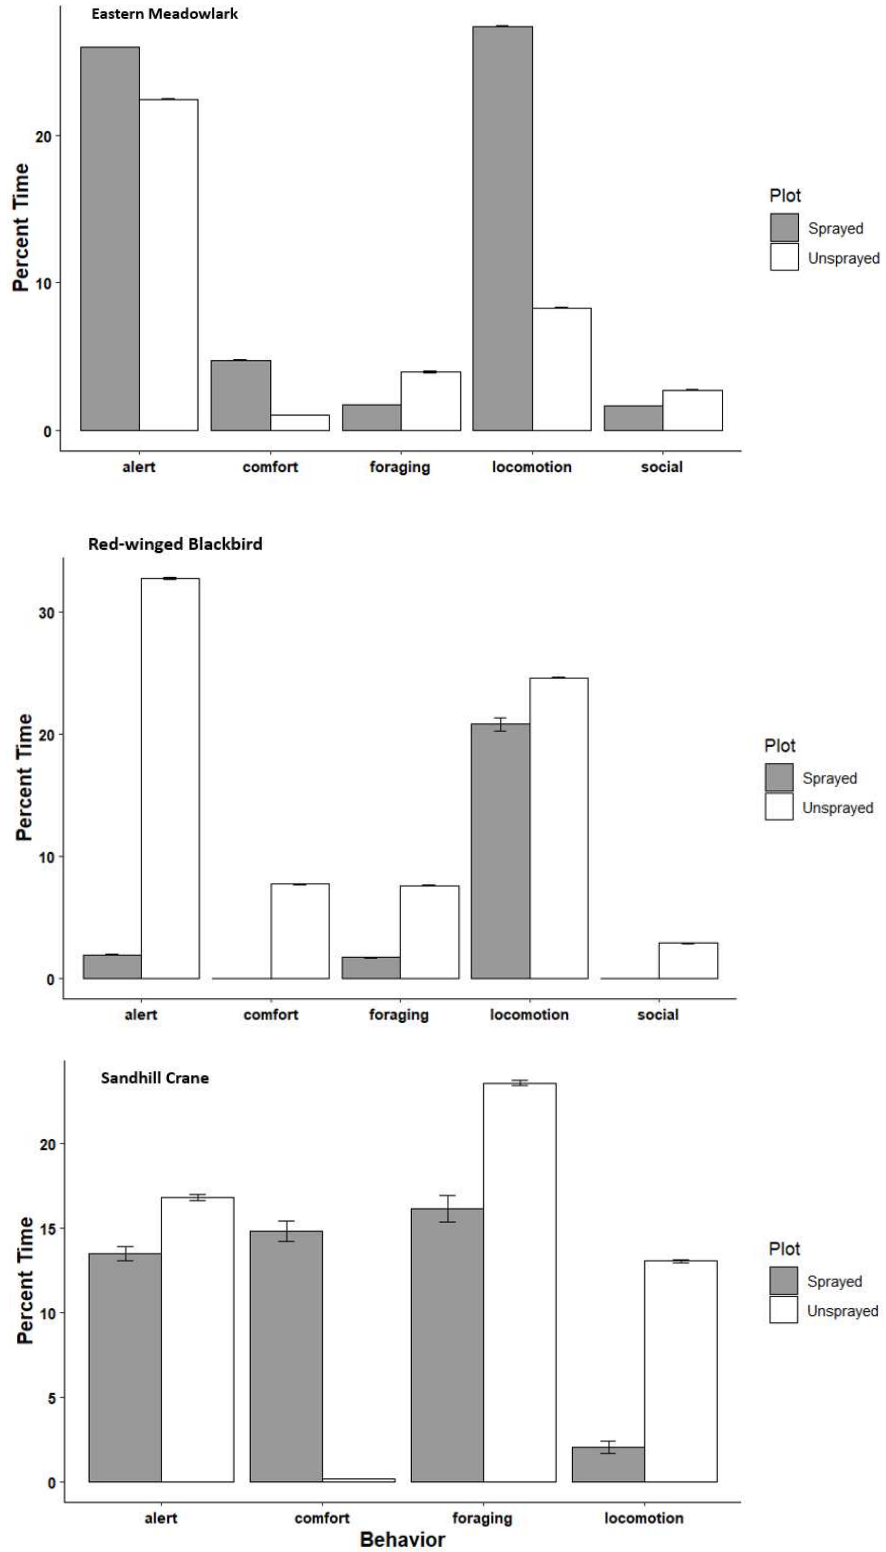 Eastern Meadowlark
Percent Time
20
10
0
alert comfort foraging locomotion social
Plot
Sprayed
Unsprayed
Red-winged Blackbird
Percent Time
30
20
10
0
alert comfort foraging locomotion social
Plot
Sprayed
Unsprayed
Sandhill Crane
Percent Time
20
15
10
5
0
alert comfort foraging locomotion
Behavior
Plot
Sprayed
Unsprayed